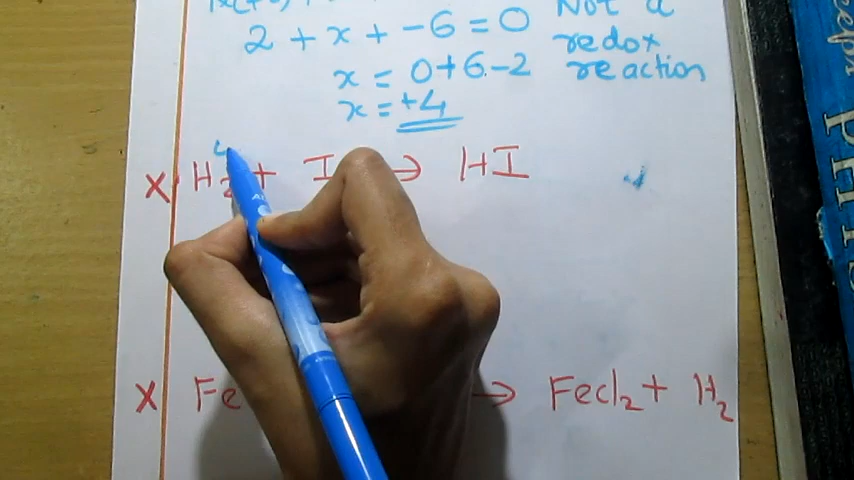 2 + x + -6 = 0 Not a
redox
x = 0+6-2 reaction
x = +4
x H2 + I → HI
x Fe → FeCl2 + H2